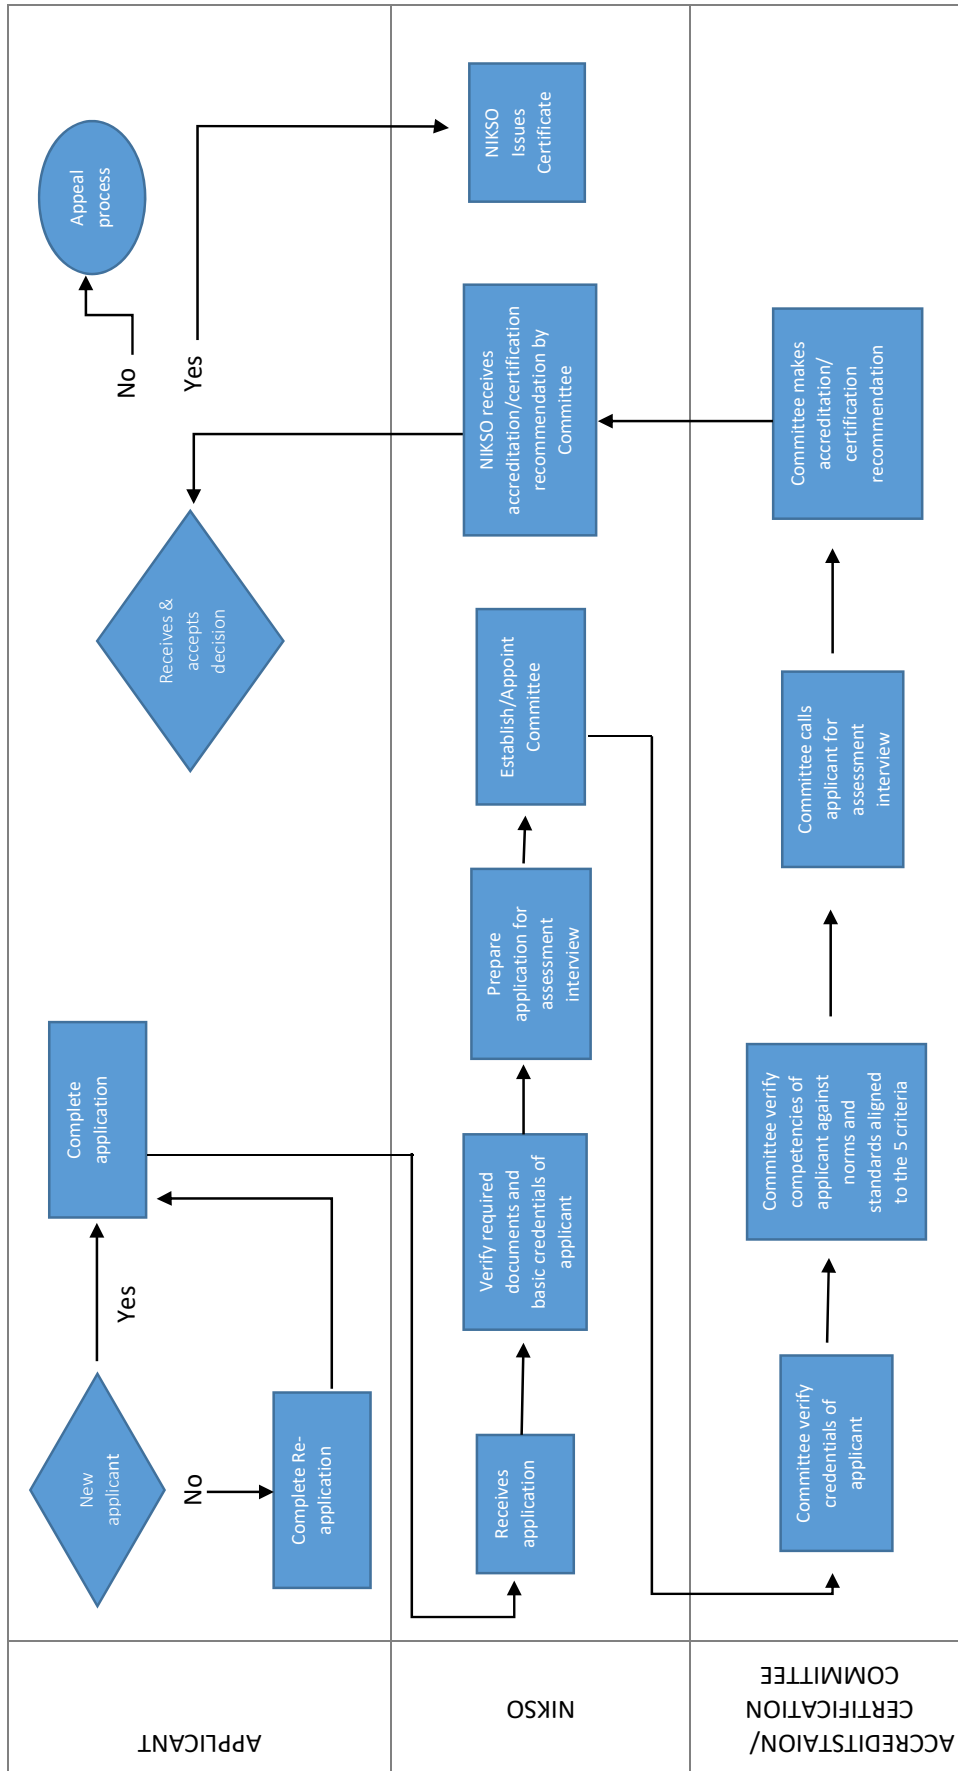 APPLICANT
New
applicant
Yes
No
Complete Re-
application
Complete
application
Receives &
accepts
decision
No
Yes
Appeal
process
NIKSO
Receives
application
Verify required
documents and
basic credentials of
applicant
Prepare
application for
assessment
interview
Establish/Appoint
Committee
NIKSO receives
accreditation/certification
recommendation by
Committee
NIKSO
Issues
Certificate
ACCREDITSTAION/
CERTIFICATION
COMMITTEE
Committee verify
credentials of
applicant
Committee verify
competencies of
applicant against
norms and
standards aligned
to the 5 criteria
Committee calls
applicant for
assessment
interview
Committee makes
accreditation/
certification
recommendation